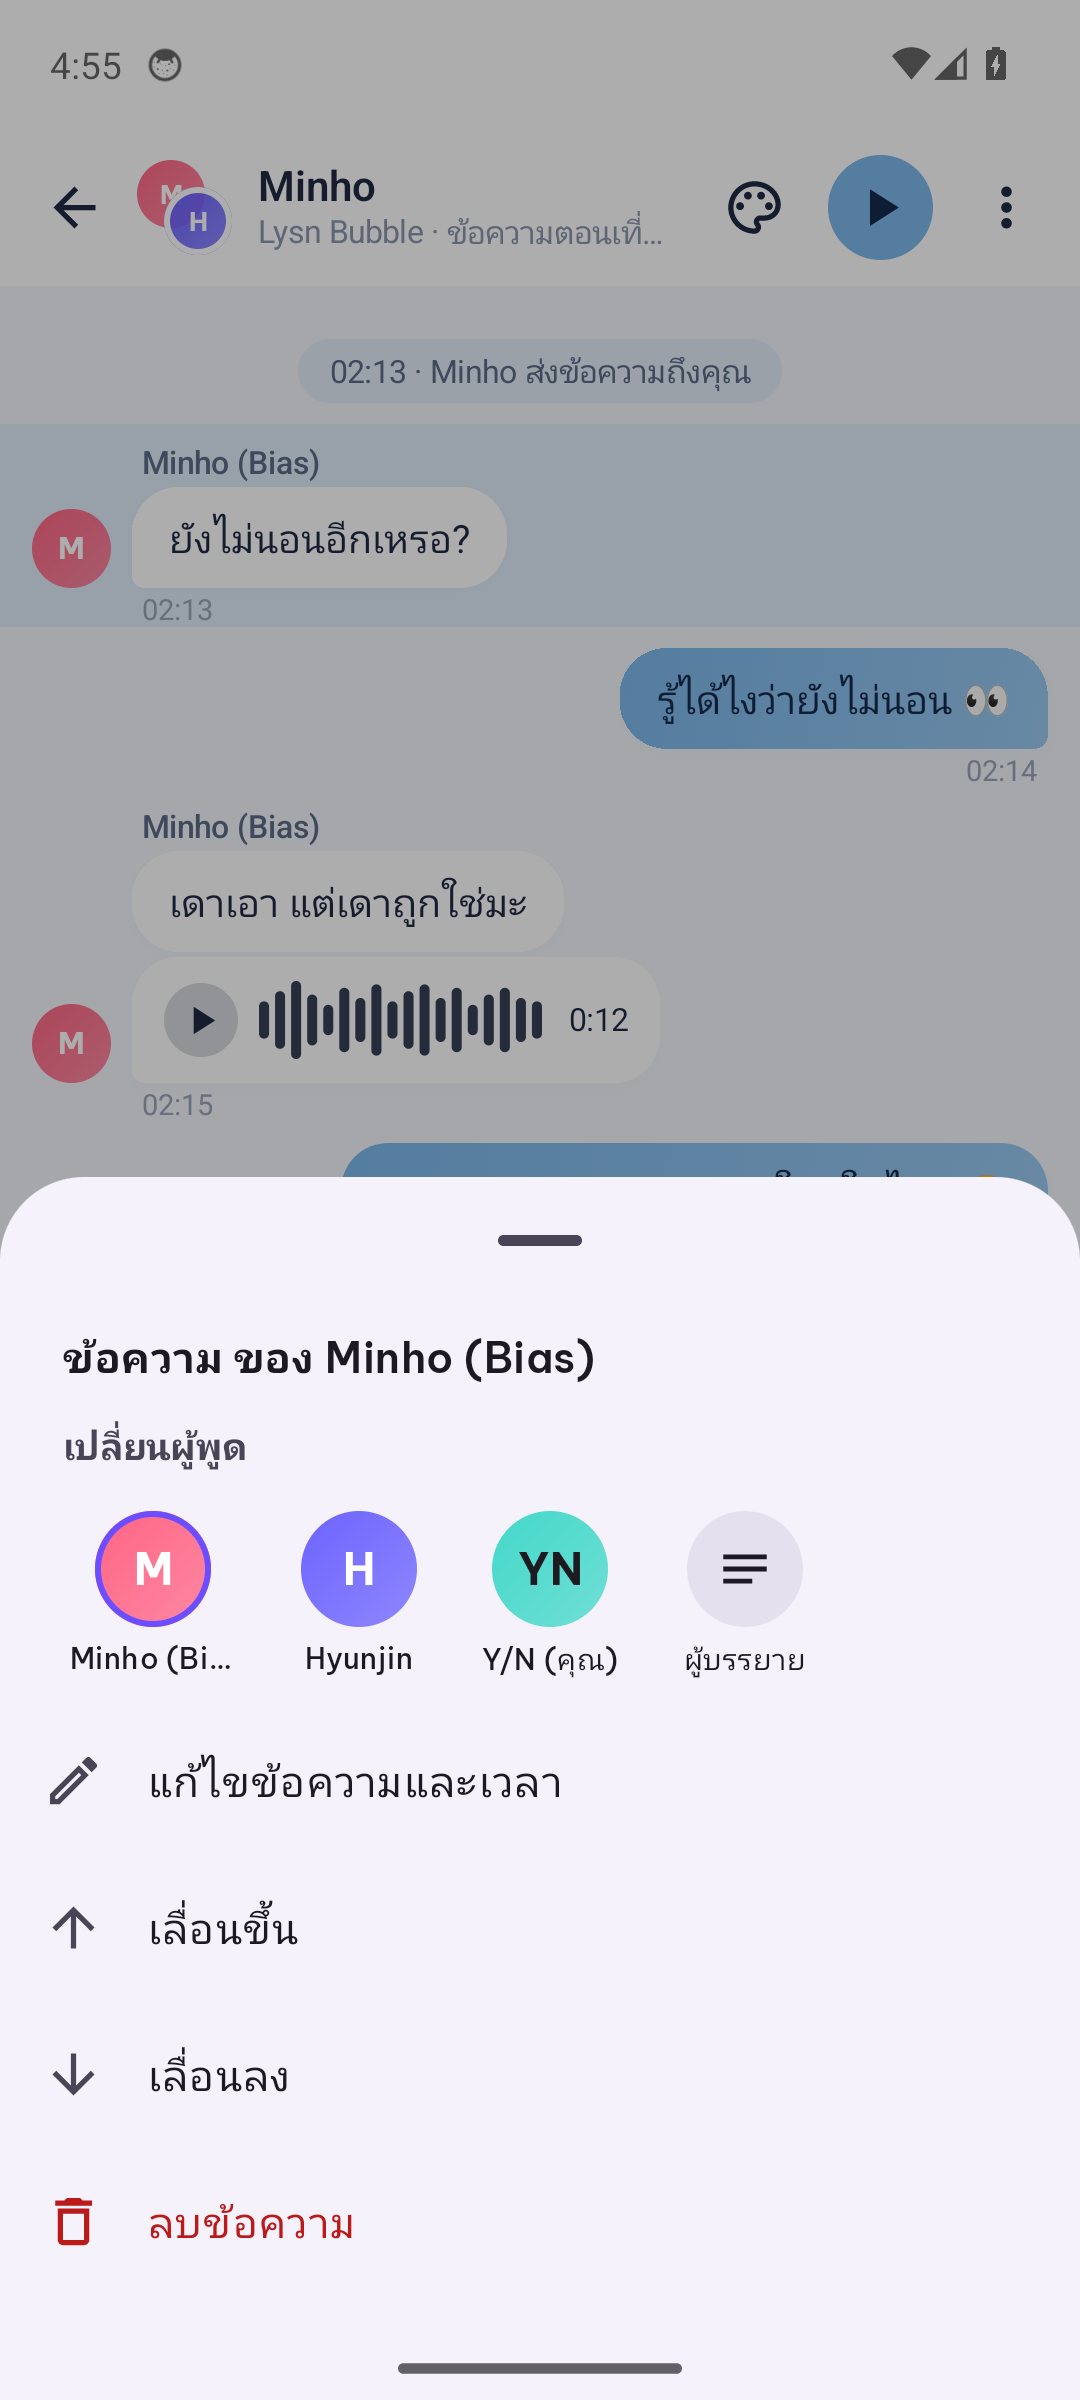 4:55
M
H
Minho
Lysn Bubble · ข้อความตอนเที่...
02:13 · Minho ส่งข้อความถึงคุณ
Minho (Bias)
M
ยังไม่นอนอีกเหรอ?
02:13
รู้ได้ไงว่ายังไม่นอน 👀
02:14
Minho (Bias)
เดาเอา แต่เดาถูกใช่มะ
M
0:12
02:15
ข้อความ ของ Minho (Bias)
เปลี่ยนผู้พูด
M
H
YN
Minho (Bi...
Hyunjin
Y/N (คุณ)
ผู้บรรยาย
แก้ไขข้อความและเวลา
เลื่อนขึ้น
เลื่อนลง
ลบข้อความ